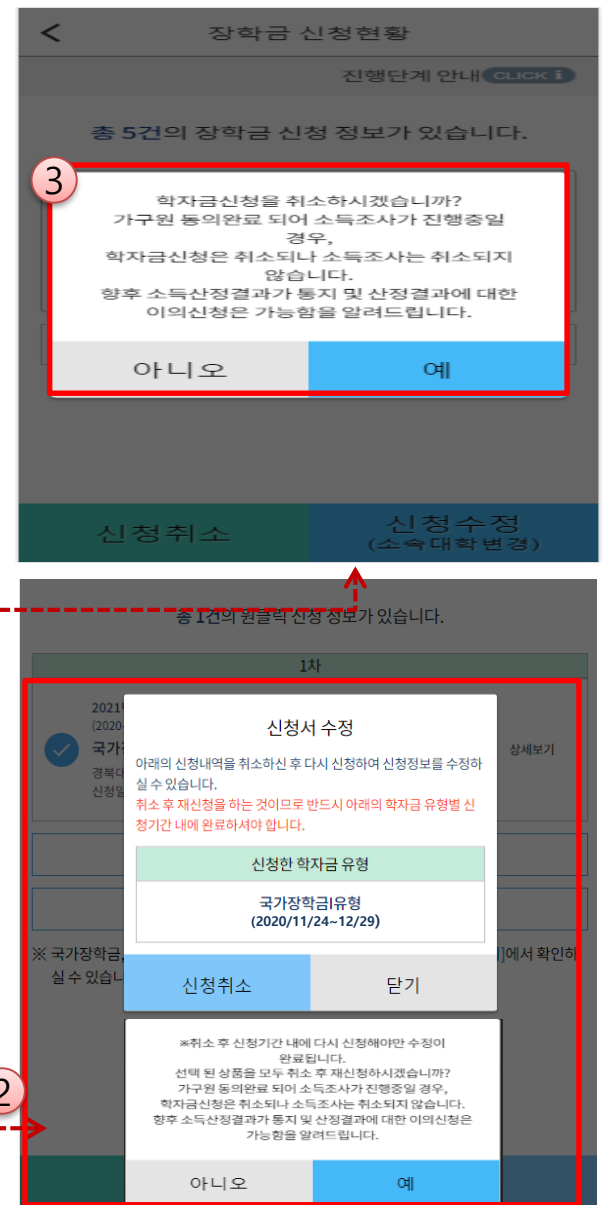 장학금 신청현황
진행단계 안내 CLICK i
총 5건의 장학금 신청 정보가 있습니다.
3
학자금신청을 취소하시겠습니까?
가구원 동의완료 되어 소득조사가 진행중일
경우,
학자금신청은 취소되나 소득조사는 취소되지
않습니다.
향후 소득산정결과가 통지 및 산정결과에 대한
이의신청은 가능함을 알려드립니다.
아니오 예
신청취소 신청수정
(소속대학변경)
총 1건의 원클릭 신청 정보가 있습니다.
1차
2021
(2020-
국가
경북대
신청일
상세보기
신청서 수정
아래의 신청내역을 취소하신 후 다시 신청하여 신청정보를 수정하
실 수 있습니다.
취소 후 재신청을 하는 것이므로 반드시 아래의 학자금 유형별 신
청기간 내에 완료하셔야 합니다.
신청한 학자금 유형
국가장학금I유형
(2020/11/24~12/29)
※ 국가장학금, ]에서 확인하
실 수 있습니
신청취소 닫기
※취소 후 신청기간 내에 다시 신청해야만 수정이
완료됩니다.
선택 된 상품을 모두 취소 후 재신청하시겠습니까?
가구원 동의완료 되어 소득조사가 진행중일 경우,
학자금신청은 취소되나 소득조사는 취소되지 않습니다.
향후 소득산정결과가 통지 및 산정결과에 대한 이의신청은
가능함을 알려드립니다.
2
아니오 예